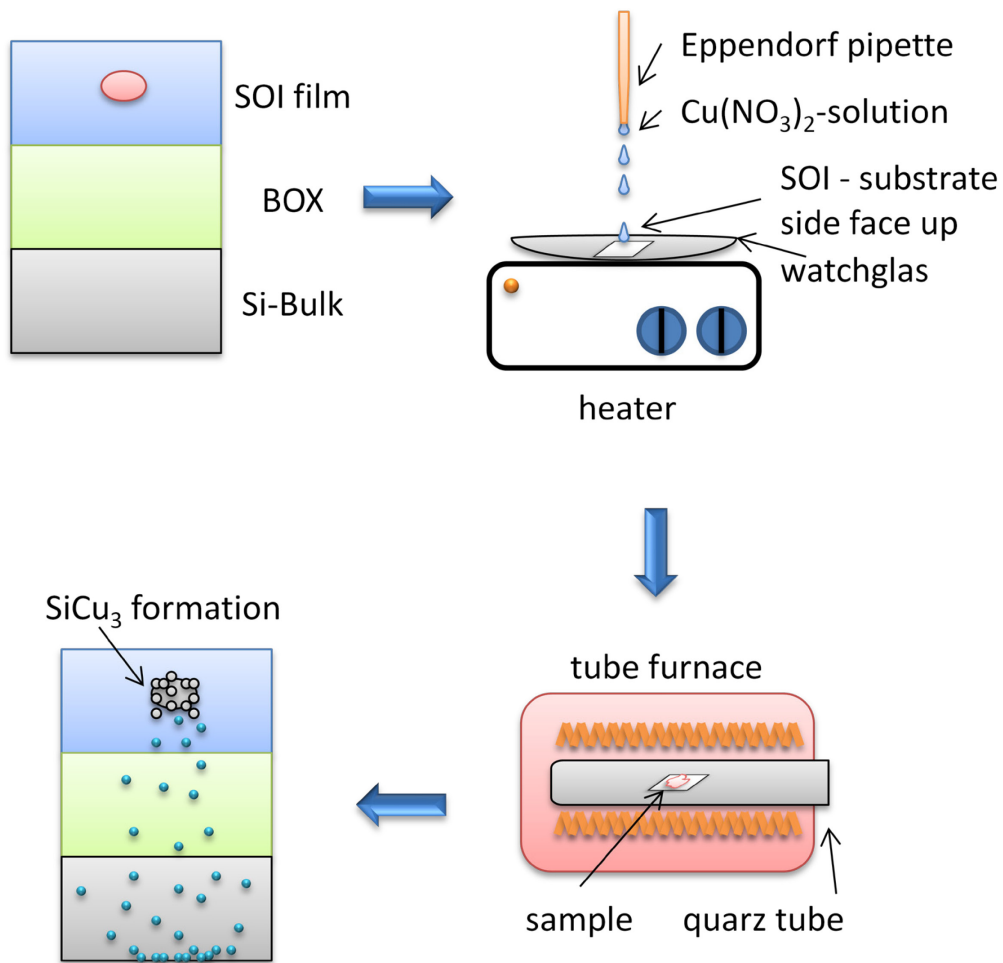 SOI film
BOX
Si-Bulk
Eppendorf pipette
Cu(NO₃)₂-solution
SOI - substrate
side face up
watchglas
heater
SiCu₃ formation
tube furnace
sample
quarz tube